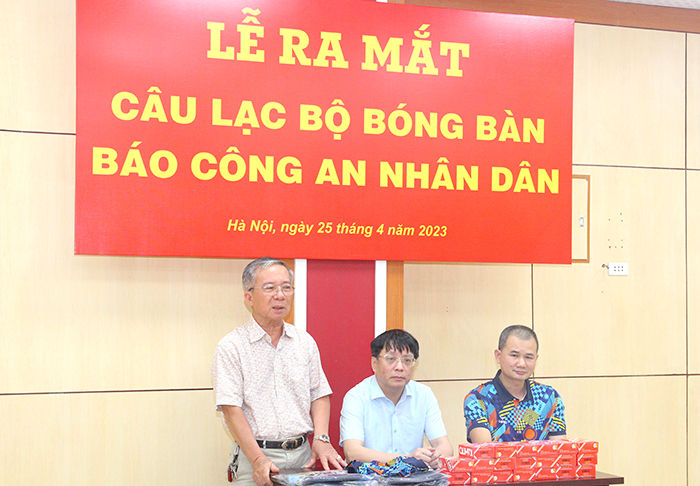 LỄ RA MẮT
CÂU LẠC BỘ BÓNG BÀN
BÁO CÔNG AN NHÂN DÂN
Hà Nội, ngày 25 tháng 4 năm 2023